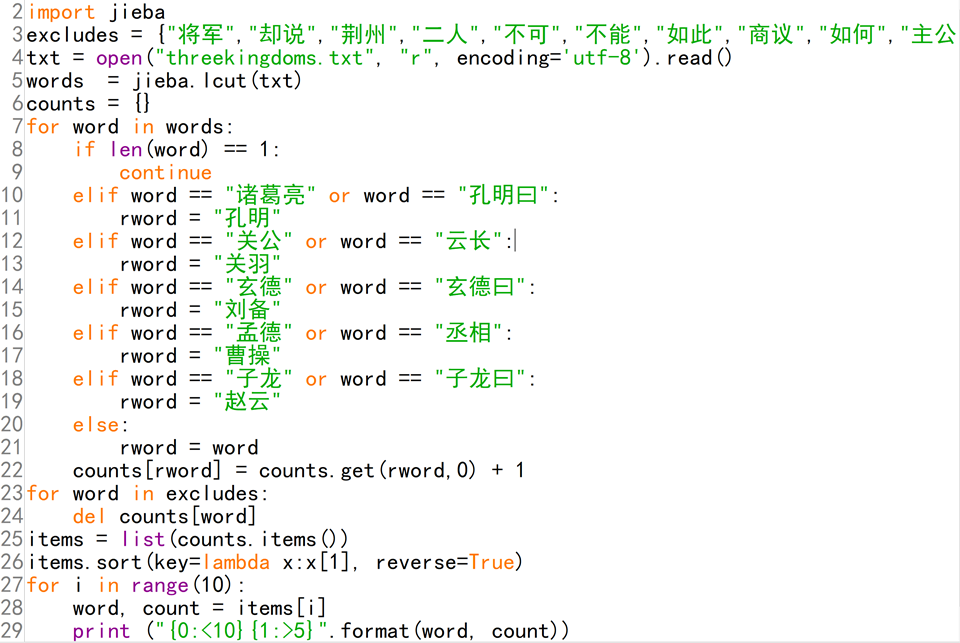 2 import jieba
3 excludes = {"将军","却说","荆州","二人","不可","不能","如此","商议","如何","主公
4 txt = open("threekingdoms.txt", "r", encoding='utf-8').read()
5 words  = jieba.lcut(txt)
6 counts = {}
7 for word in words:
8     if len(word) == 1:
9         continue
10     elif word == "诸葛亮" or word == "孔明曰":
11         rword = "孔明"
12     elif word == "关公" or word == "云长":
13         rword = "关羽"
14     elif word == "玄德" or word == "玄德曰":
15         rword = "刘备"
16     elif word == "孟德" or word == "丞相":
17         rword = "曹操"
18     elif word == "子龙" or word == "子龙曰":
19         rword = "赵云"
20     else:
21         rword = word
22     counts[rword] = counts.get(rword,0) + 1
23 for word in excludes:
24     del counts[word]
25 items = list(counts.items())
26 items.sort(key=lambda x:x[1], reverse=True)
27 for i in range(10):
28     word, count = items[i]
29     print ("{0:<10}{1:>5}".format(word, count))